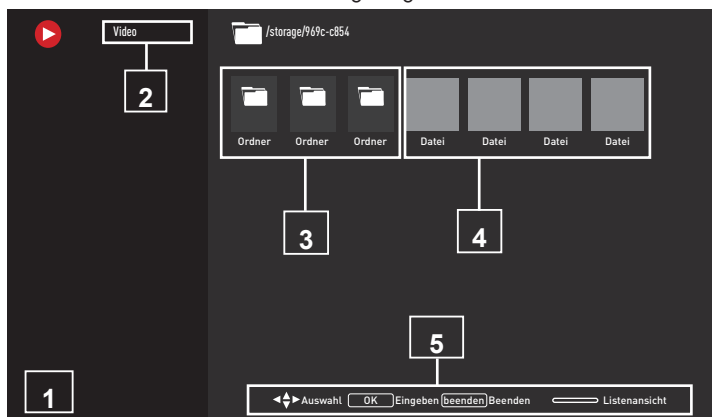 Video
/storage/969c-c854
2
Ordner Ordner Ordner Datei Datei Datei Datei
3 4
5
1
Auswahl OK Eingeben beenden Beenden Listenansicht